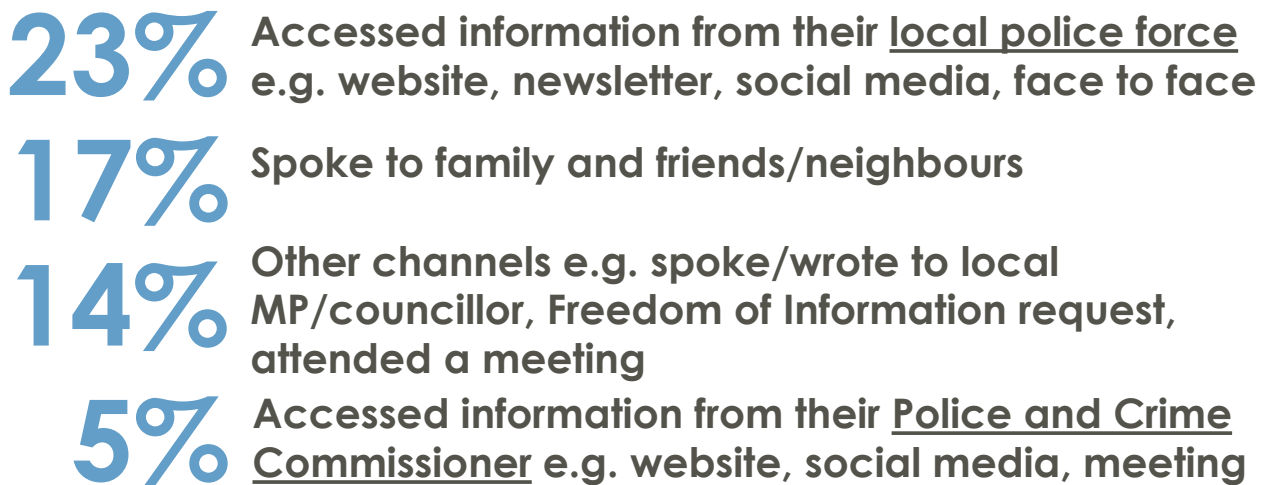 23% Accessed information from their local police force
e.g. website, newsletter, social media, face to face
17% Spoke to family and friends/neighbours
14% Other channels e.g. spoke/wrote to local
MP/councillor, Freedom of Information request,
attended a meeting
5% Accessed information from their Police and Crime
Commissioner e.g. website, social media, meeting